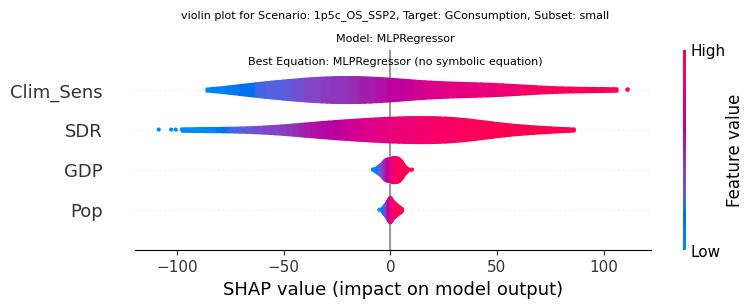 violin plot for Scenario: 1p5c_OS_SSP2, Target: GConsumption, Subset: small
Model: MLPRegressor
Best Equation: MLPRegressor (no symbolic equation)
High
Clim_Sens
SDR
GDP
Pop
Feature value
Low
−100 −50 0 50 100
SHAP value (impact on model output)